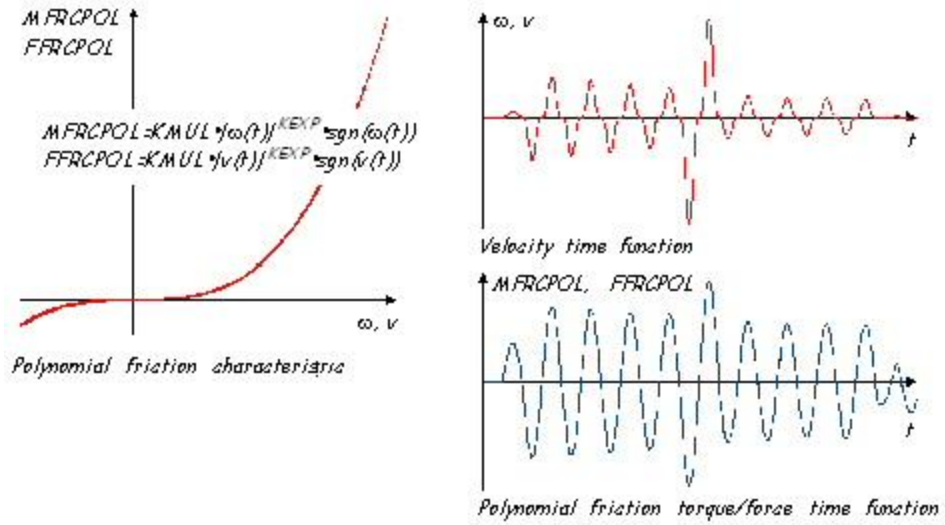 MFRCPOL
FFRCPOL
MFRCPOL=KMUL*|ω(t)|^KEXP*sgn(ω(t))
FFRCPOL=KMUL*|v(t)|^KEXP*sgn(v(t))
ω, v
Polynomial friction characteristic
ω, v
t
Velocity time function
MFRCPOL, FFRCPOL
t
Polynomial friction torque/force time function